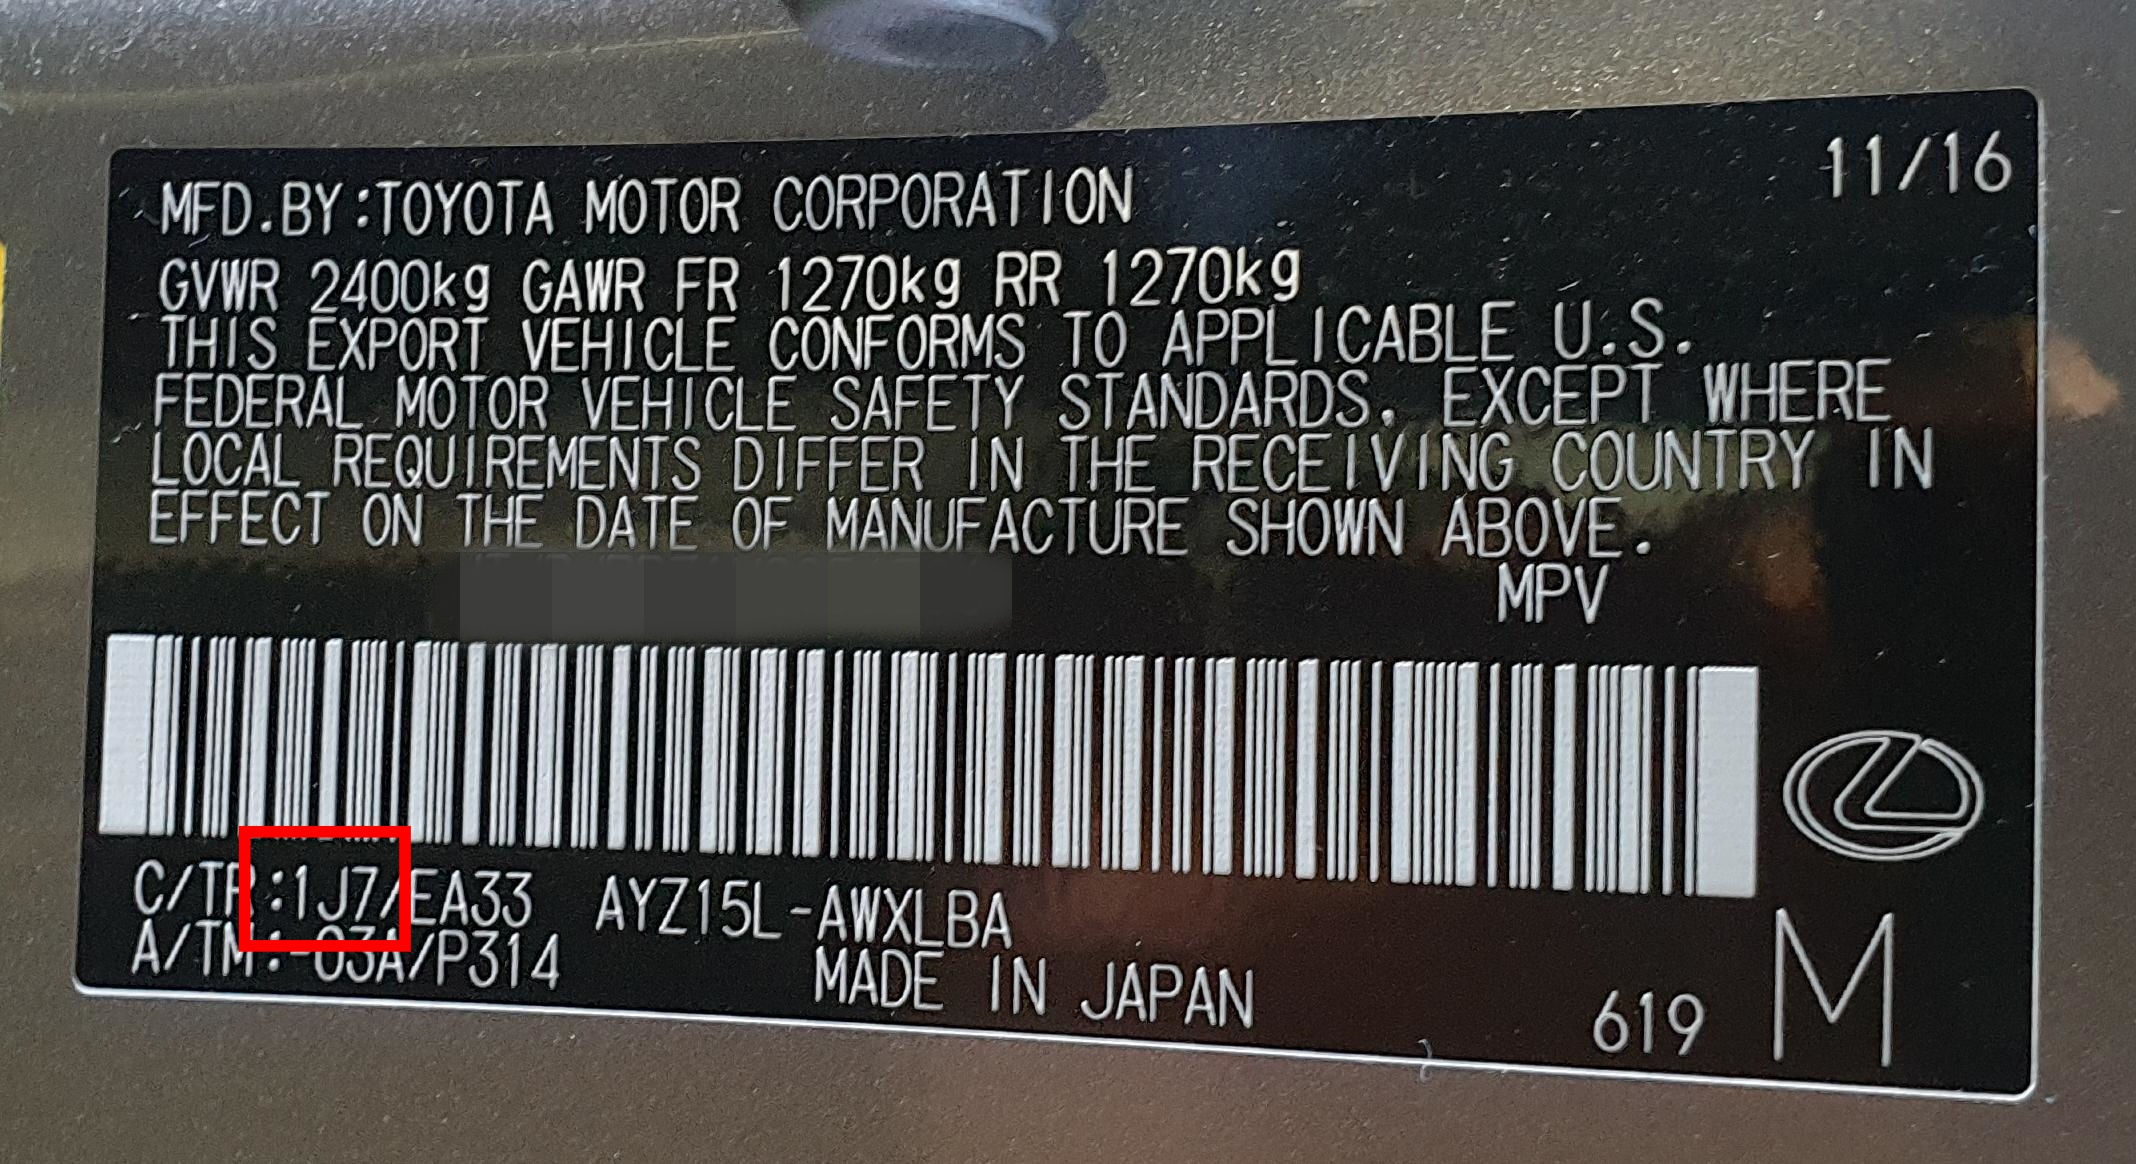 11/16
MFD.BY:TOYOTA MOTOR CORPORATION
GVWR 2400kg GAWR FR 1270kg RR 1270kg
THIS EXPORT VEHICLE CONFORMS TO APPLICABLE U.S.
FEDERAL MOTOR VEHICLE SAFETY STANDARDS, EXCEPT WHERE
LOCAL REQUIREMENTS DIFFER IN THE RECEIVING COUNTRY IN
EFFECT ON THE DATE OF MANUFACTURE SHOWN ABOVE.
MPV
C/TR:1J7/EA33 AYZ15L-AWXLBA
A/TM:-03A/P314 MADE IN JAPAN
619 M